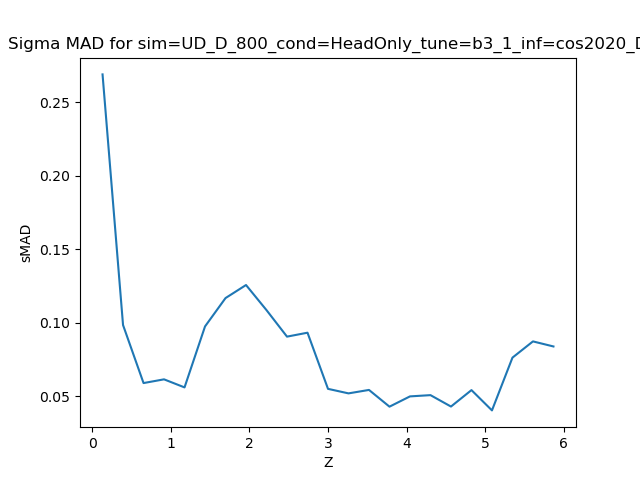 Sigma MAD for sim=UD_D_800_cond=HeadOnly_tune=b3_1_inf=cos2020_D
0.25
0.20
0.15
0.10
0.05
sMAD
0 1 2 3 4 5 6
Z